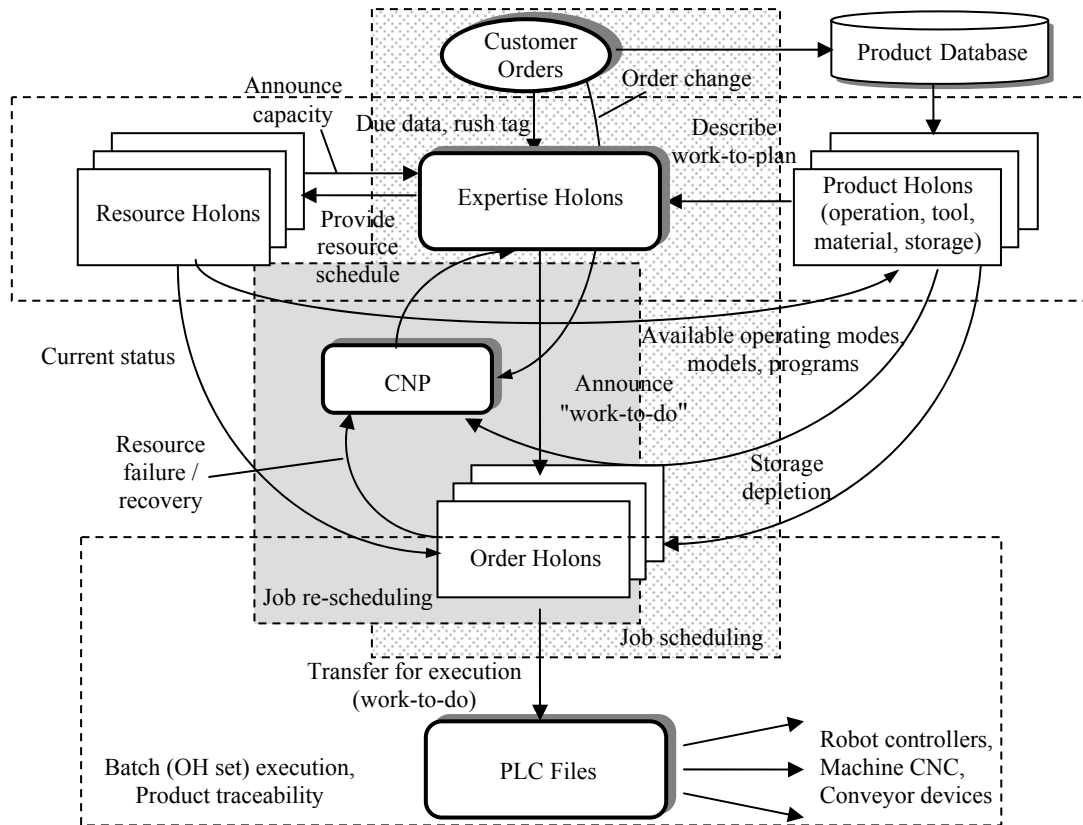 Customer
Orders
Product Database
Order change
Announce
capacity
Due data, rush tag
Describe
work-to-plan
Resource Holons
Expertise Holons
Product Holons
(operation, tool,
material, storage)
Provide
resource
schedule
Current status
Available operating modes,
models, programs
CNP
Announce
"work-to-do"
Resource
failure /
recovery
Storage
depletion
Order Holons
Job re-scheduling
Job scheduling
Transfer for execution
(work-to-do)
PLC Files
Robot controllers,
Machine CNC,
Conveyor devices
Batch (OH set) execution,
Product traceability